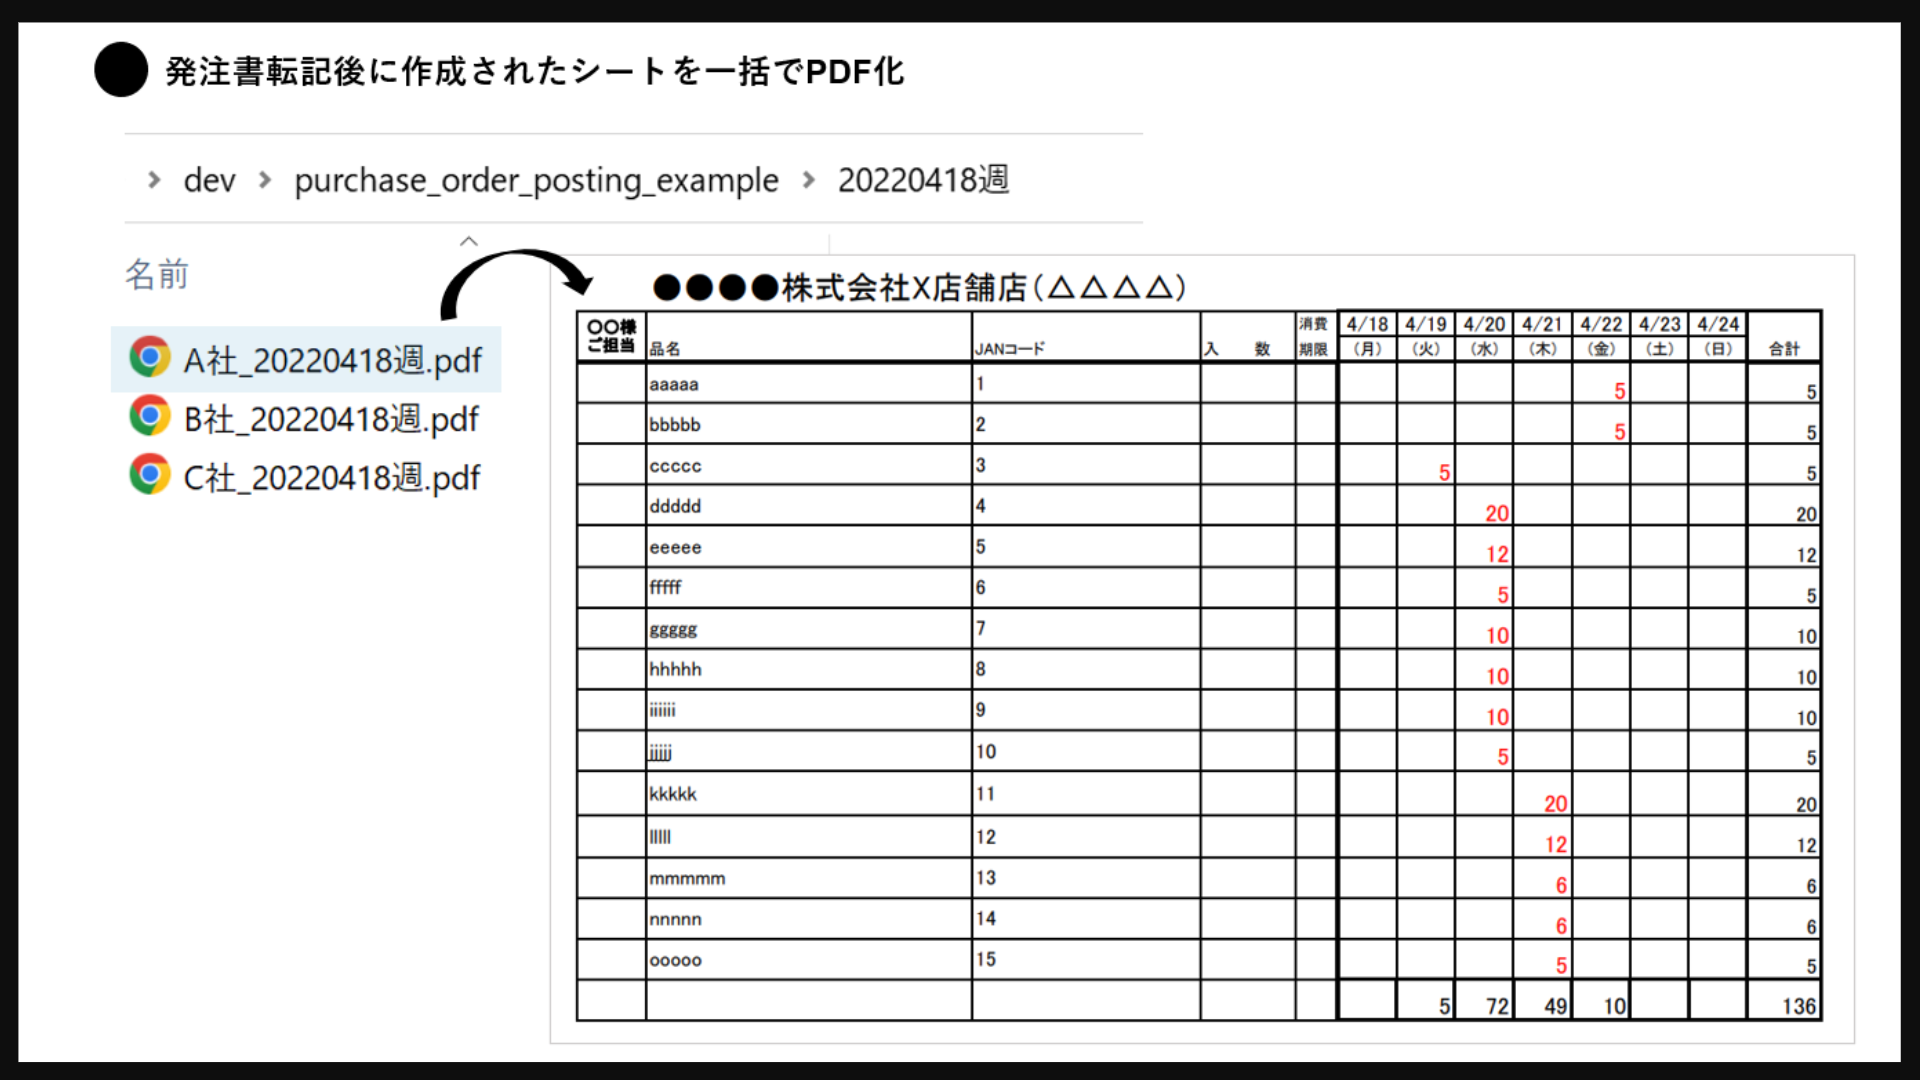 ● 発注書転記後に作成されたシートを一括でPDF化
> dev > purchase_order_posting_example > 20220418週
名前
A社_20220418週.pdf
B社_20220418週.pdf
C社_20220418週.pdf
●●●●株式会社X店舗店(△△△△)
〇〇様 消費 4/18 4/19 4/20 4/21 4/22 4/23 4/24
ご担当 品名 JANコード 入 数 期限 (月) (火) (水) (木) (金) (土) (日) 合計
aaaaa 1 5 5
bbbbb 2 5 5
ccccc 3 5 5
ddddd 4 20 20
eeeee 5 12 12
fffff 6 5 5
ggggg 7 10 10
hhhhh 8 10 10
iiiiii 9 10 10
jjjjj 10 5 5
kkkkk 11 20 20
lllll 12 12 12
mmmmm 13 6 6
nnnnn 14 6 6
ooooo 15 5 5
5 72 49 10 136